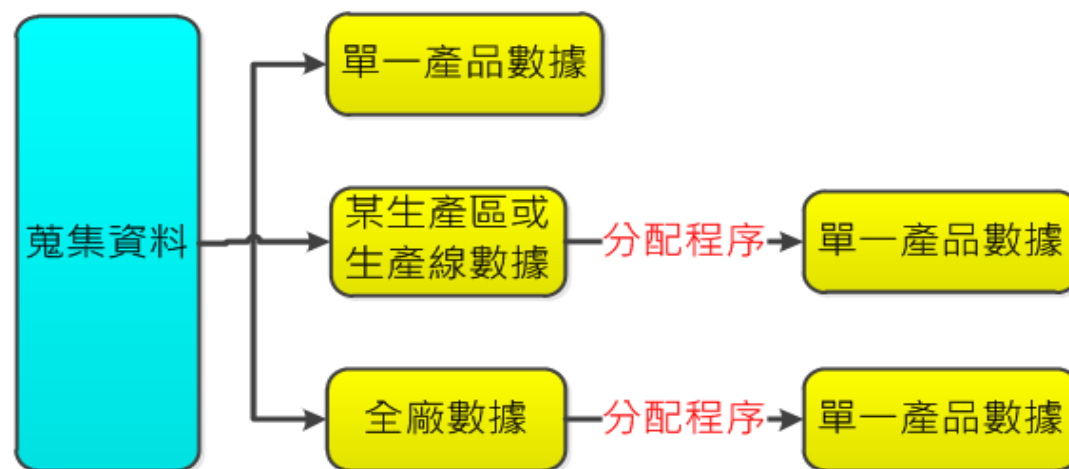 蒐集資料
單一產品數據
某生產區或
生產線數據
分配程序
單一產品數據
全廠數據
分配程序
單一產品數據